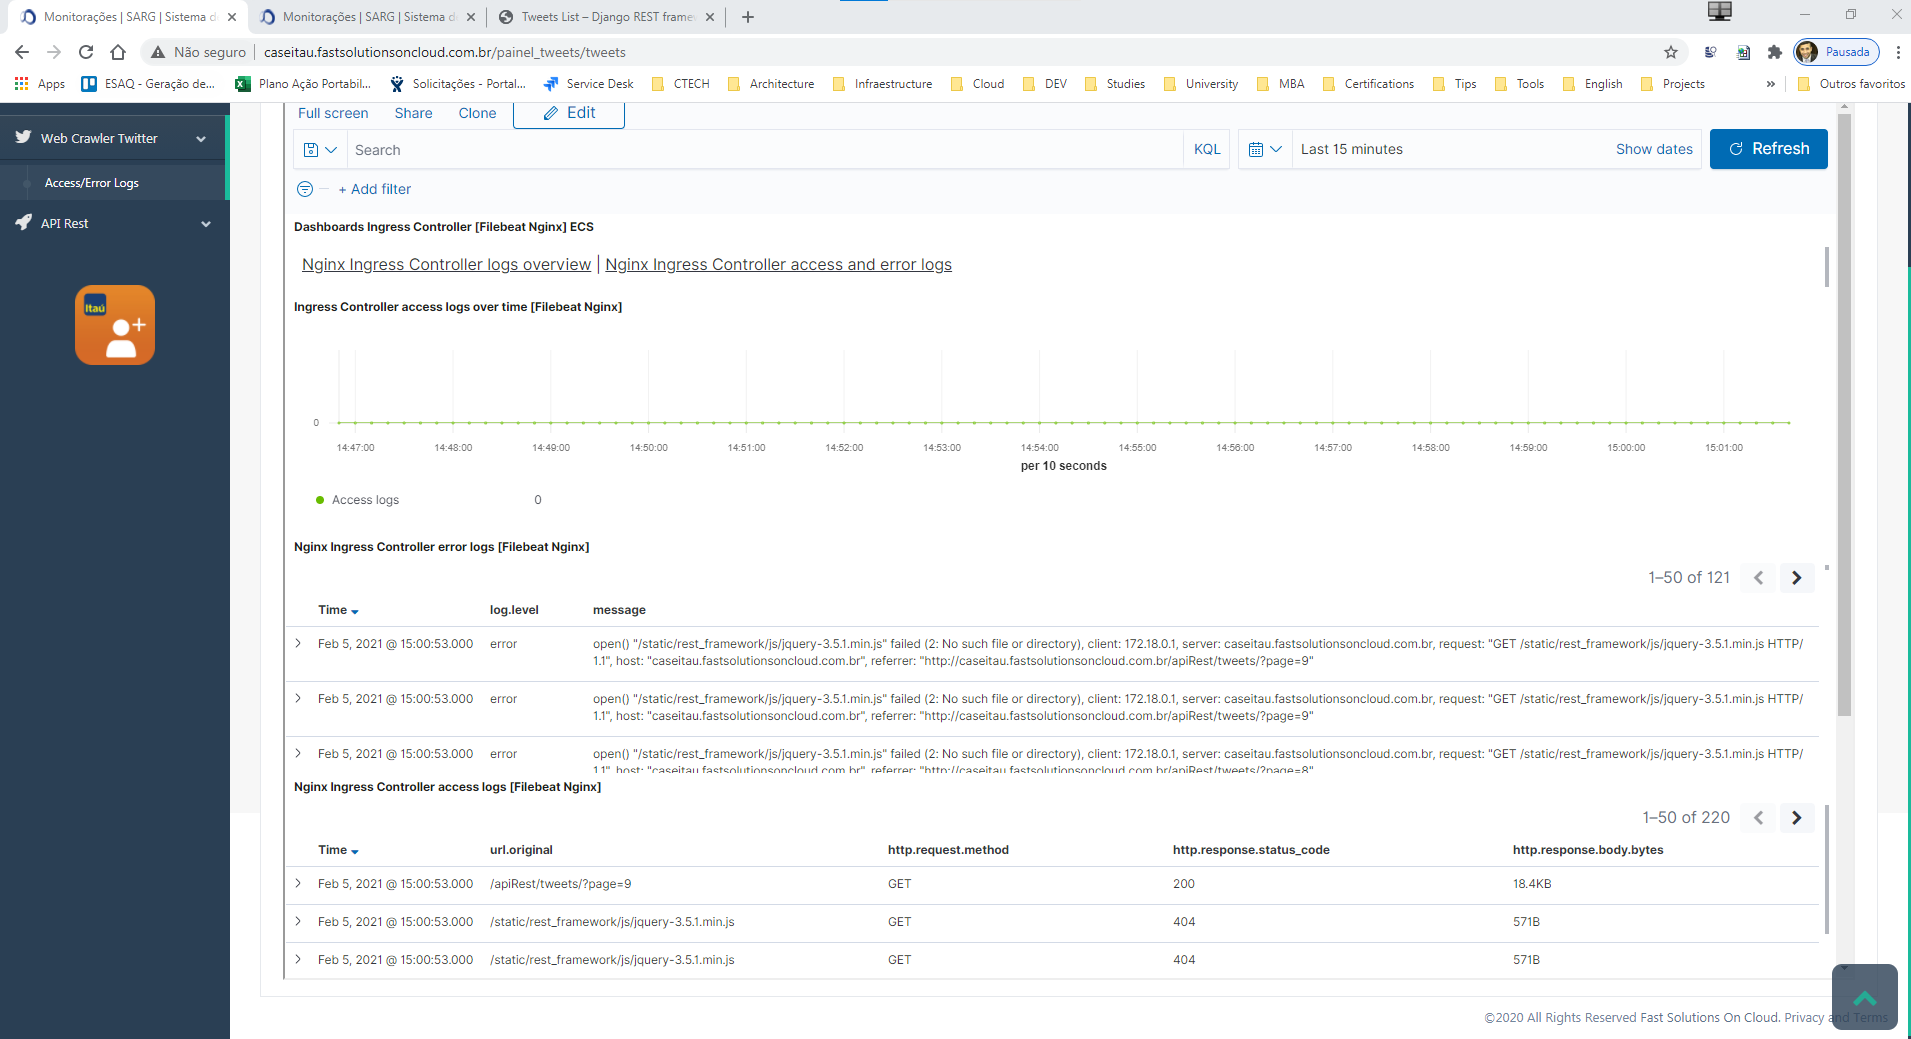 Monitorações | SARG | Sistema d
Monitorações | SARG | Sistema d
Tweets List – Django REST framew
Não seguro
caseitau.fastsolutionsoncloud.com.br/painel_tweets/tweets
Pausada
Apps
ESAQ - Geração de...
Plano Ação Portabil...
Solicitações - Portal...
Service Desk
CTECH
Architecture
Infraestructure
Cloud
DEV
Studies
University
MBA
Certifications
Tips
Tools
English
Projects
»
Outros favoritos
Web Crawler Twitter
Access/Error Logs
API Rest
Itaú
Full screen
Share
Clone
Edit
Search
KQL
Last 15 minutes
Show dates
Refresh
+ Add filter
Dashboards Ingress Controller [Filebeat Nginx] ECS
Nginx Ingress Controller logs overview | Nginx Ingress Controller access and error logs
Ingress Controller access logs over time [Filebeat Nginx]
0
14:47:00 14:48:00 14:49:00 14:50:00 14:51:00 14:52:00 14:53:00 14:54:00 14:55:00 14:56:00 14:57:00 14:58:00 14:59:00 15:00:00 15:01:00
per 10 seconds
Access logs 0
Nginx Ingress Controller error logs [Filebeat Nginx]
1–50 of 121
Time log.level message
Feb 5, 2021 @ 15:00:53.000 error open() "/static/rest_framework/js/jquery-3.5.1.min.js" failed (2: No such file or directory), client: 172.18.0.1, server: caseitau.fastsolutionsoncloud.com.br, request: "GET /static/rest_framework/js/jquery-3.5.1.min.js HTTP/
1.1", host: "caseitau.fastsolutionsoncloud.com.br", referrer: "http://caseitau.fastsolutionsoncloud.com.br/apiRest/tweets/?page=9"
Feb 5, 2021 @ 15:00:53.000 error open() "/static/rest_framework/js/jquery-3.5.1.min.js" failed (2: No such file or directory), client: 172.18.0.1, server: caseitau.fastsolutionsoncloud.com.br, request: "GET /static/rest_framework/js/jquery-3.5.1.min.js HTTP/
1.1", host: "caseitau.fastsolutionsoncloud.com.br", referrer: "http://caseitau.fastsolutionsoncloud.com.br/apiRest/tweets/?page=9"
Feb 5, 2021 @ 15:00:53.000 error open() "/static/rest_framework/js/jquery-3.5.1.min.js" failed (2: No such file or directory), client: 172.18.0.1, server: caseitau.fastsolutionsoncloud.com.br, request: "GET /static/rest_framework/js/jquery-3.5.1.min.js HTTP/
1.1", host: "caseitau.fastsolutionsoncloud.com.br", referrer: "http://caseitau.fastsolutionsoncloud.com.br/apiRest/tweets/?page=8"
Nginx Ingress Controller access logs [Filebeat Nginx]
1–50 of 220
Time url.original http.request.method http.response.status_code http.response.body.bytes
Feb 5, 2021 @ 15:00:53.000 /apiRest/tweets/?page=9 GET 200 18.4KB
Feb 5, 2021 @ 15:00:53.000 /static/rest_framework/js/jquery-3.5.1.min.js GET 404 571B
Feb 5, 2021 @ 15:00:53.000 /static/rest_framework/js/jquery-3.5.1.min.js GET 404 571B
©2020 All Rights Reserved Fast Solutions On Cloud. Privacy and Terms